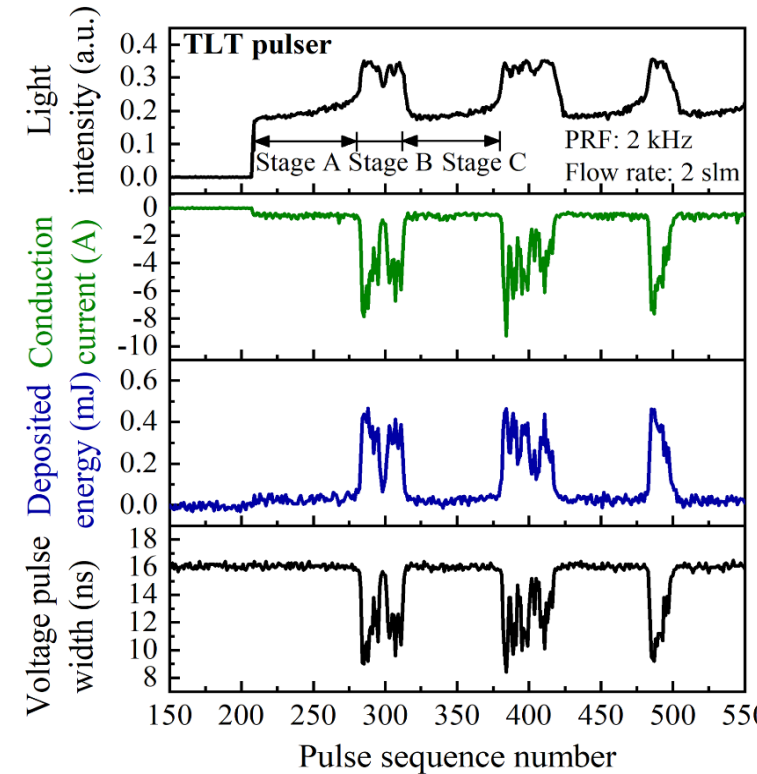 TLT pulser
Light
intensity (a.u.)
0.4
0.3
0.2
0.1
0.0
Stage A Stage B Stage C
PRF: 2 kHz
Flow rate: 2 slm
Conduction
current (A)
0
-2
-4
-6
-8
-10
Deposited
energy (mJ)
0.6
0.4
0.2
0.0
Voltage pulse
width (ns)
18
16
14
12
10
8
150 200 250 300 350 400 450 500 550
Pulse sequence number